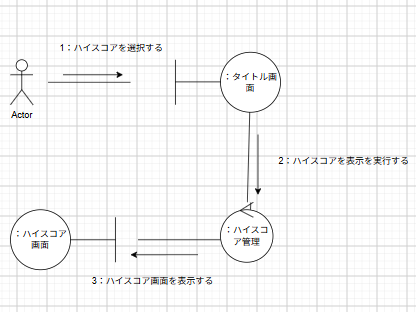 1：ハイスコアを選択する
：タイトル画
面
Actor
2：ハイスコアを表示を実行する
：ハイスコア
画面
：ハイスコ
ア管理
3：ハイスコア画面を表示する